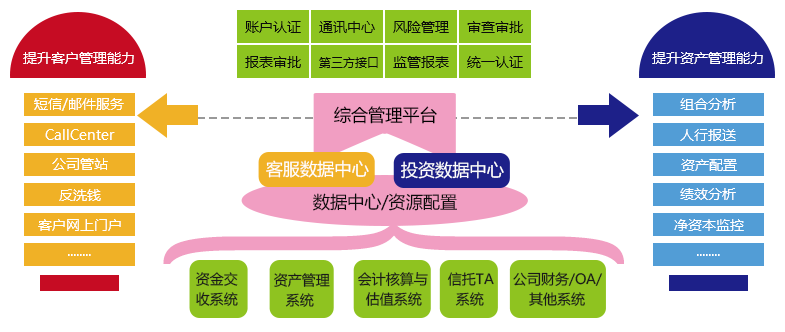 账户认证 通讯中心 风险管理 审查审批
报表审批 第三方接口 监管报表 统一认证
提升客户管理能力
短信/邮件服务
CallCenter
公司管站
反洗钱
客户网上门户
........
综合管理平台
客服数据中心 投资数据中心
数据中心/资源配置
资金交
收系统
资产管理
系统
会计核算与
估值系统
信托TA
系统
公司财务/OA/
其他系统
提升资产管理能力
组合分析
人行报送
资产配置
绩效分析
净资本监控
........